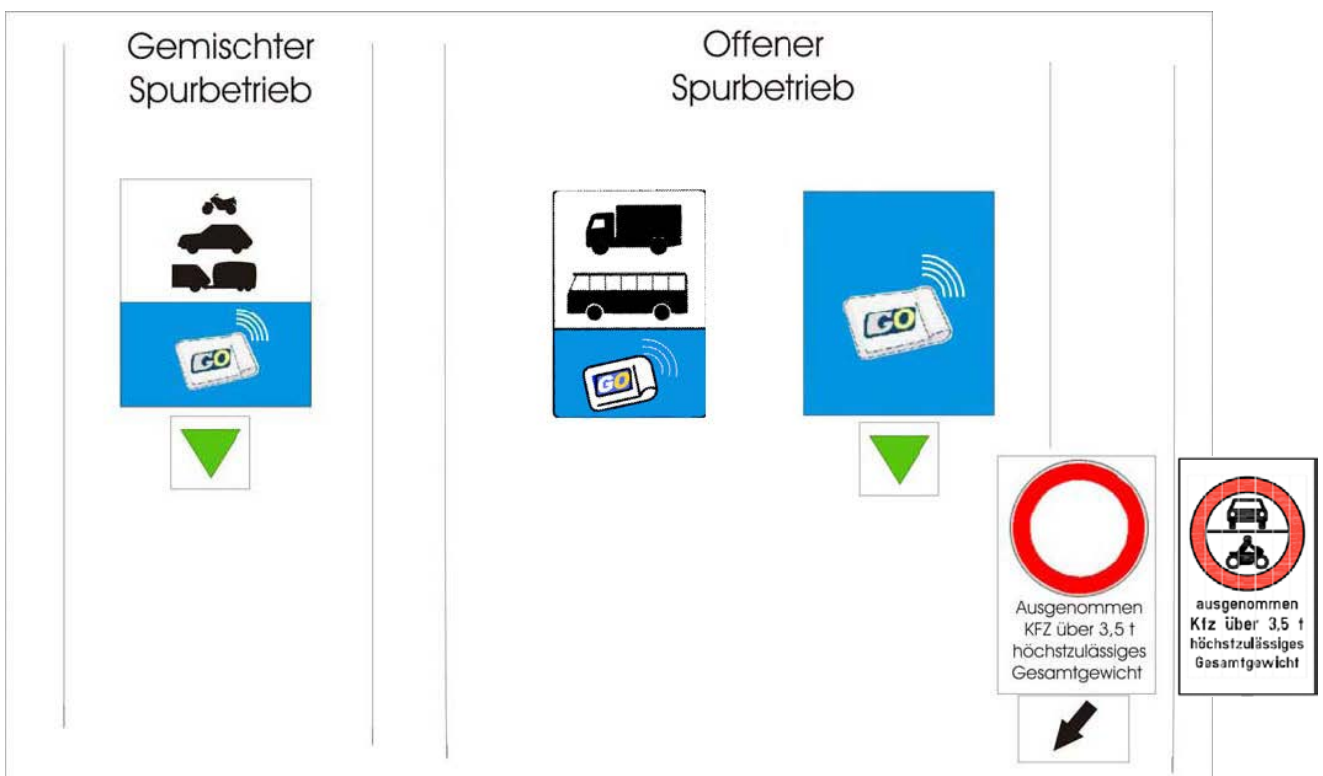 Gemischter
Spurbetrieb
Offener
Spurbetrieb
GO
GO
GO
Ausgenommen
KFZ über 3,5 t
höchstzulässiges
Gesamtgewicht
ausgenommen
Kfz über 3,5 t
höchstzulässiges
Gesamtgewicht